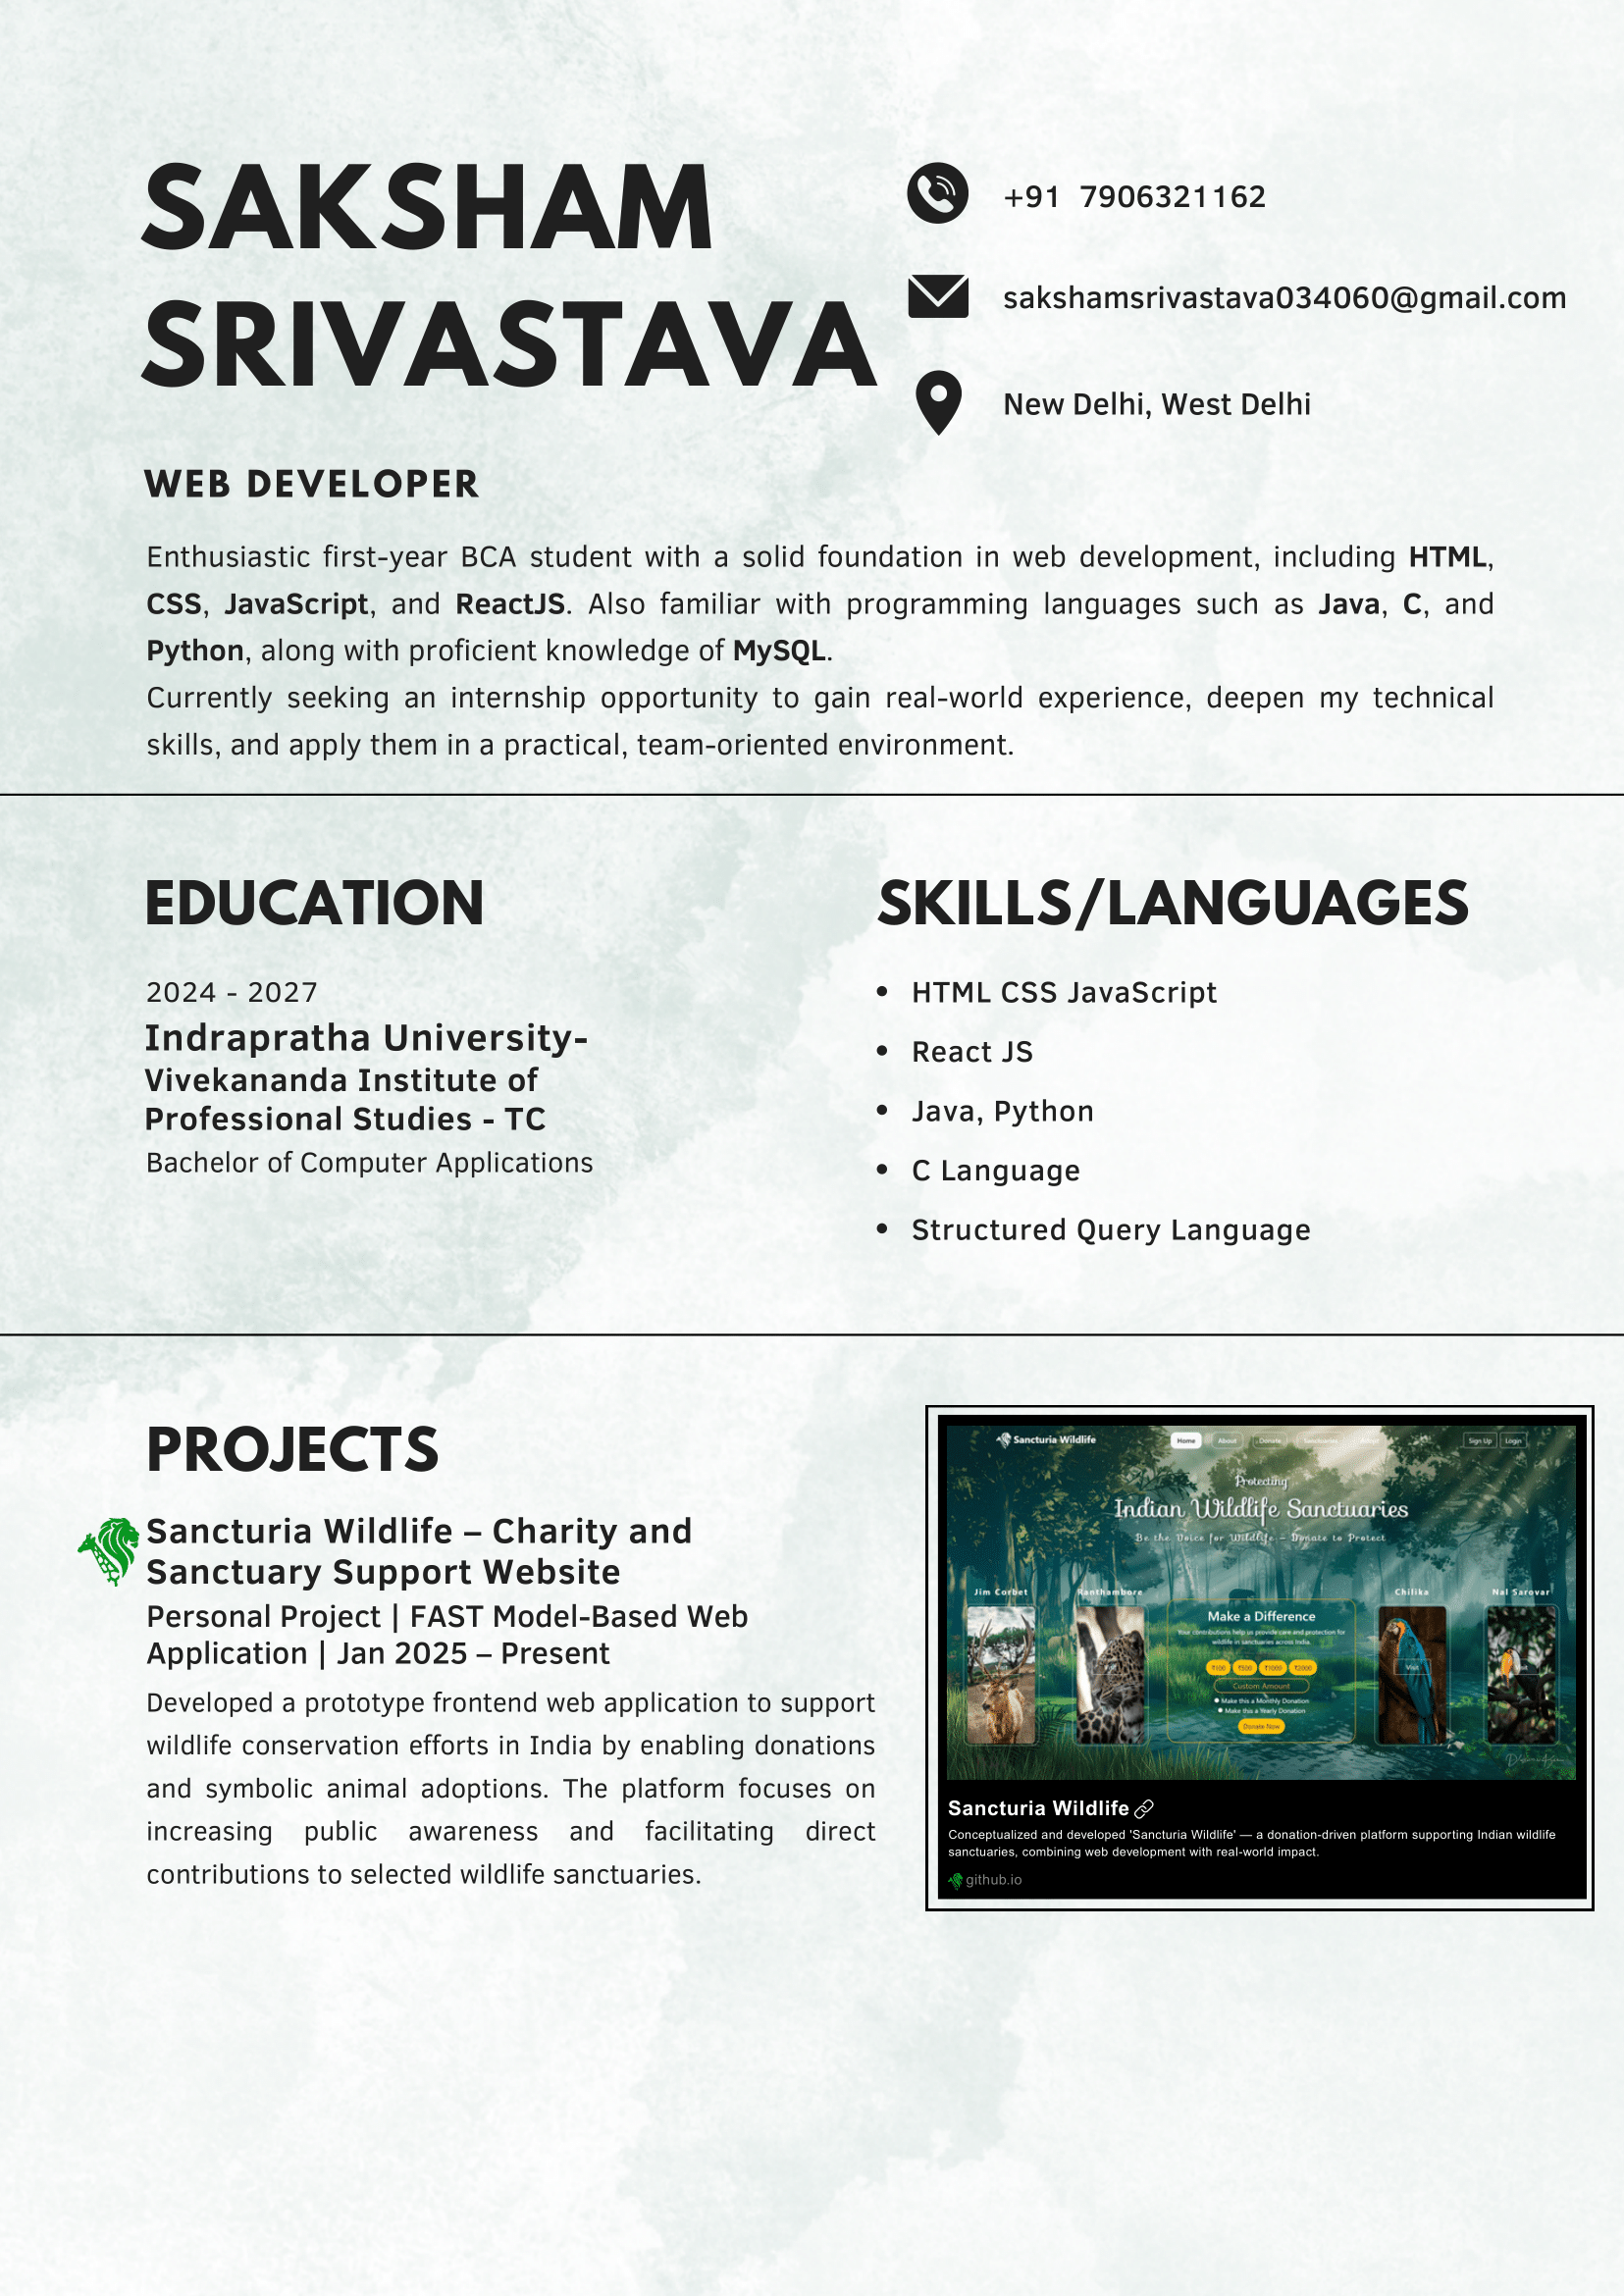 SAKSHAM
SRIVASTAVA
+91 7906321162
sakshamsrivastava034060@gmail.com
New Delhi, West Delhi
WEB DEVELOPER
Enthusiastic first-year BCA student with a solid foundation in web development, including HTML,
CSS, JavaScript, and ReactJS. Also familiar with programming languages such as Java, C, and
Python, along with proficient knowledge of MySQL.
Currently seeking an internship opportunity to gain real-world experience, deepen my technical
skills, and apply them in a practical, team-oriented environment.
EDUCATION
2024 - 2027
Indrapratha University-
Vivekananda Institute of
Professional Studies - TC
Bachelor of Computer Applications
SKILLS/LANGUAGES
• HTML CSS JavaScript
• React JS
• Java, Python
• C Language
• Structured Query Language
PROJECTS
Sancturia Wildlife – Charity and
Sanctuary Support Website
Personal Project | FAST Model-Based Web
Application | Jan 2025 – Present
Developed a prototype frontend web application to support
wildlife conservation efforts in India by enabling donations
and symbolic animal adoptions. The platform focuses on
increasing public awareness and facilitating direct
contributions to selected wildlife sanctuaries.
Sancturia Wildlife
Home
About
Donate
Sign Up
Login
Protecting
Indian Wildlife Sanctuaries
Be the Voice for Wildlife – Donate to Protect
Jim Corbet
Ranthambore
Chilika
Nal Sarovar
Make a Difference
Your contributions help us provide care and protection for
wildlife in sanctuaries across India.
₹100 ₹500 ₹1000 ₹2000
Custom Amount
Make this a Monthly Donation
Make this a Yearly Donation
Donate Now
Visit
Visit
Visit
Visit
Sancturia Wildlife
Conceptualized and developed 'Sancturia Wildlife' — a donation-driven platform supporting Indian wildlife
sanctuaries, combining web development with real-world impact.
github.io